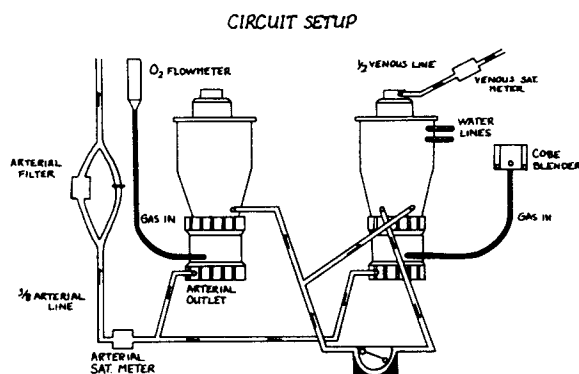 CIRCUIT SETUP
O2 FLOWMETER
1/2 VENOUS LINE
VENOUS SAT.
METER
WATER
LINES
ARTERIAL
FILTER
COBE
BLENDER
GAS IN
GAS IN
3/8 ARTERIAL
LINE
ARTERIAL
OUTLET
ARTERIAL
SAT. METER